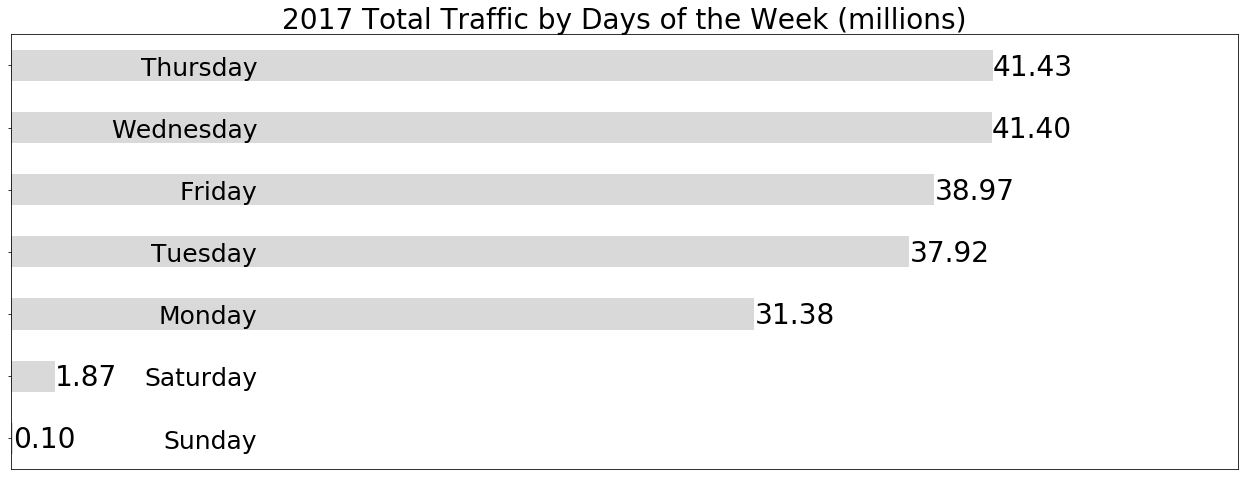 2017 Total Traffic by Days of the Week (millions)
Thursday 41.43
Wednesday 41.40
Friday 38.97
Tuesday 37.92
Monday 31.38
1.87 Saturday
0.10 Sunday